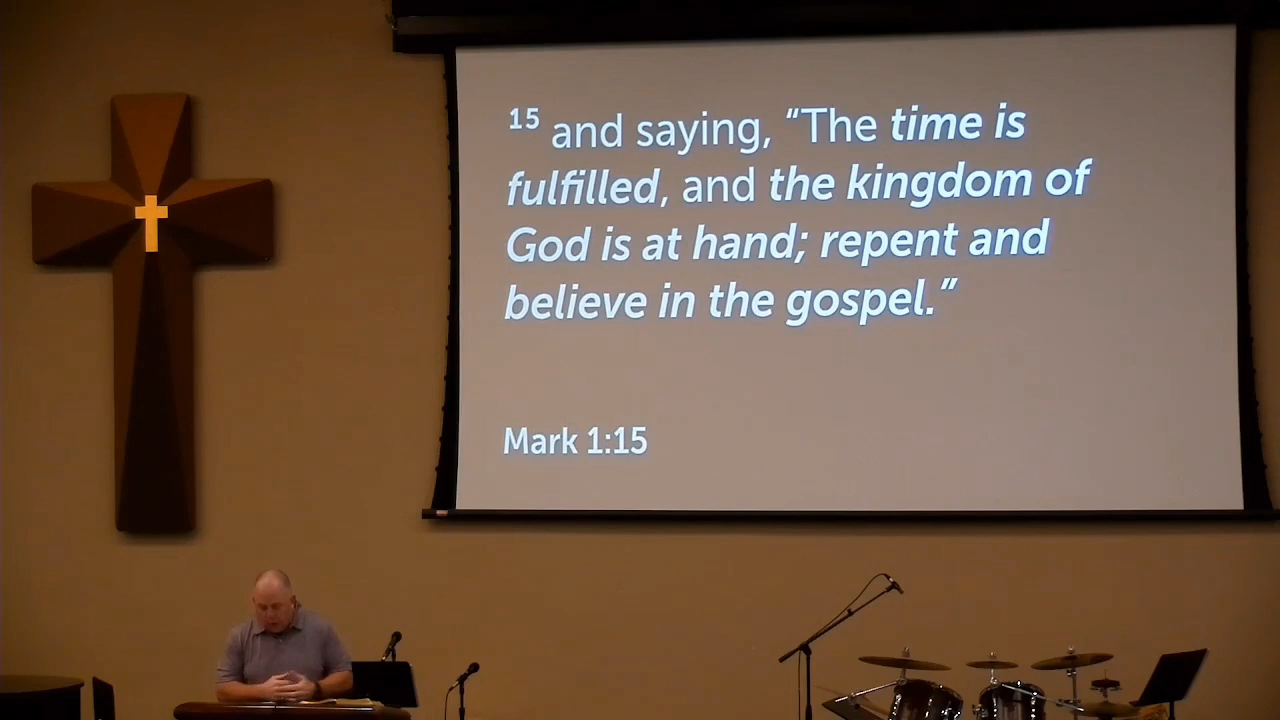 15 and saying, “The time is
fulfilled, and the kingdom of
God is at hand; repent and
believe in the gospel.”
Mark 1:15